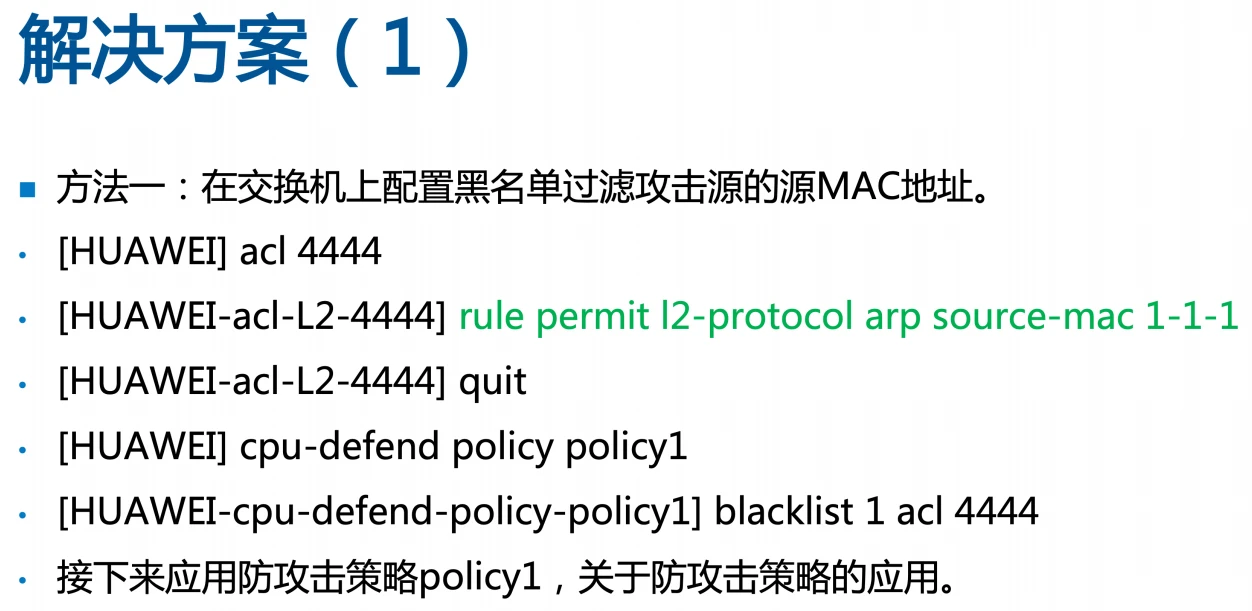 解决方案（1）
方法一：在交换机上配置黑名单过滤攻击源的源MAC地址。
[HUAWEI] acl 4444
[HUAWEI-acl-L2-4444] rule permit l2-protocol arp source-mac 1-1-1
[HUAWEI-acl-L2-4444] quit
[HUAWEI] cpu-defend policy policy1
[HUAWEI-cpu-defend-policy-policy1] blacklist 1 acl 4444
接下来应用防攻击策略policy1，关于防攻击策略的应用。